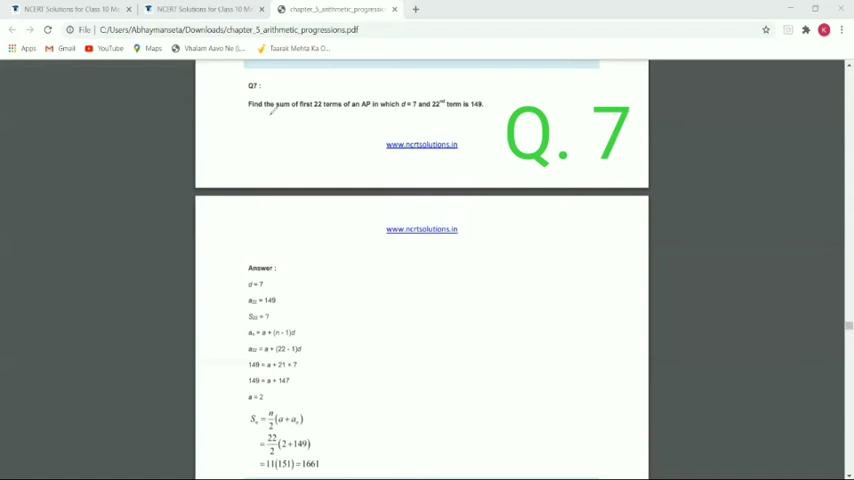 NCERT Solutions for Class 10 Ma
NCERT Solutions for Class 10 Ma
chapter_5_arithmetic_progression
File C:/Users/Abhaymanseta/Downloads/chapter_5_arithmetic_progressions.pdf
Apps Gmail YouTube Maps Vhalam Aavo Ne (L... Taarak Mehta Ka O...
Q7 :
Find the sum of first 22 terms of an AP in which d = 7 and 22nd term is 149.
Q. 7
www.ncrtsolutions.in
www.ncrtsolutions.in
Answer :
d = 7
a22 = 149
S22 = ?
an = a + (n - 1)d
a22 = a + (22 - 1)d
149 = a + 21 × 7
149 = a + 147
a = 2
Sn = n/2 (a + an)
= 22/2 (2 + 149)
= 11(151) = 1661